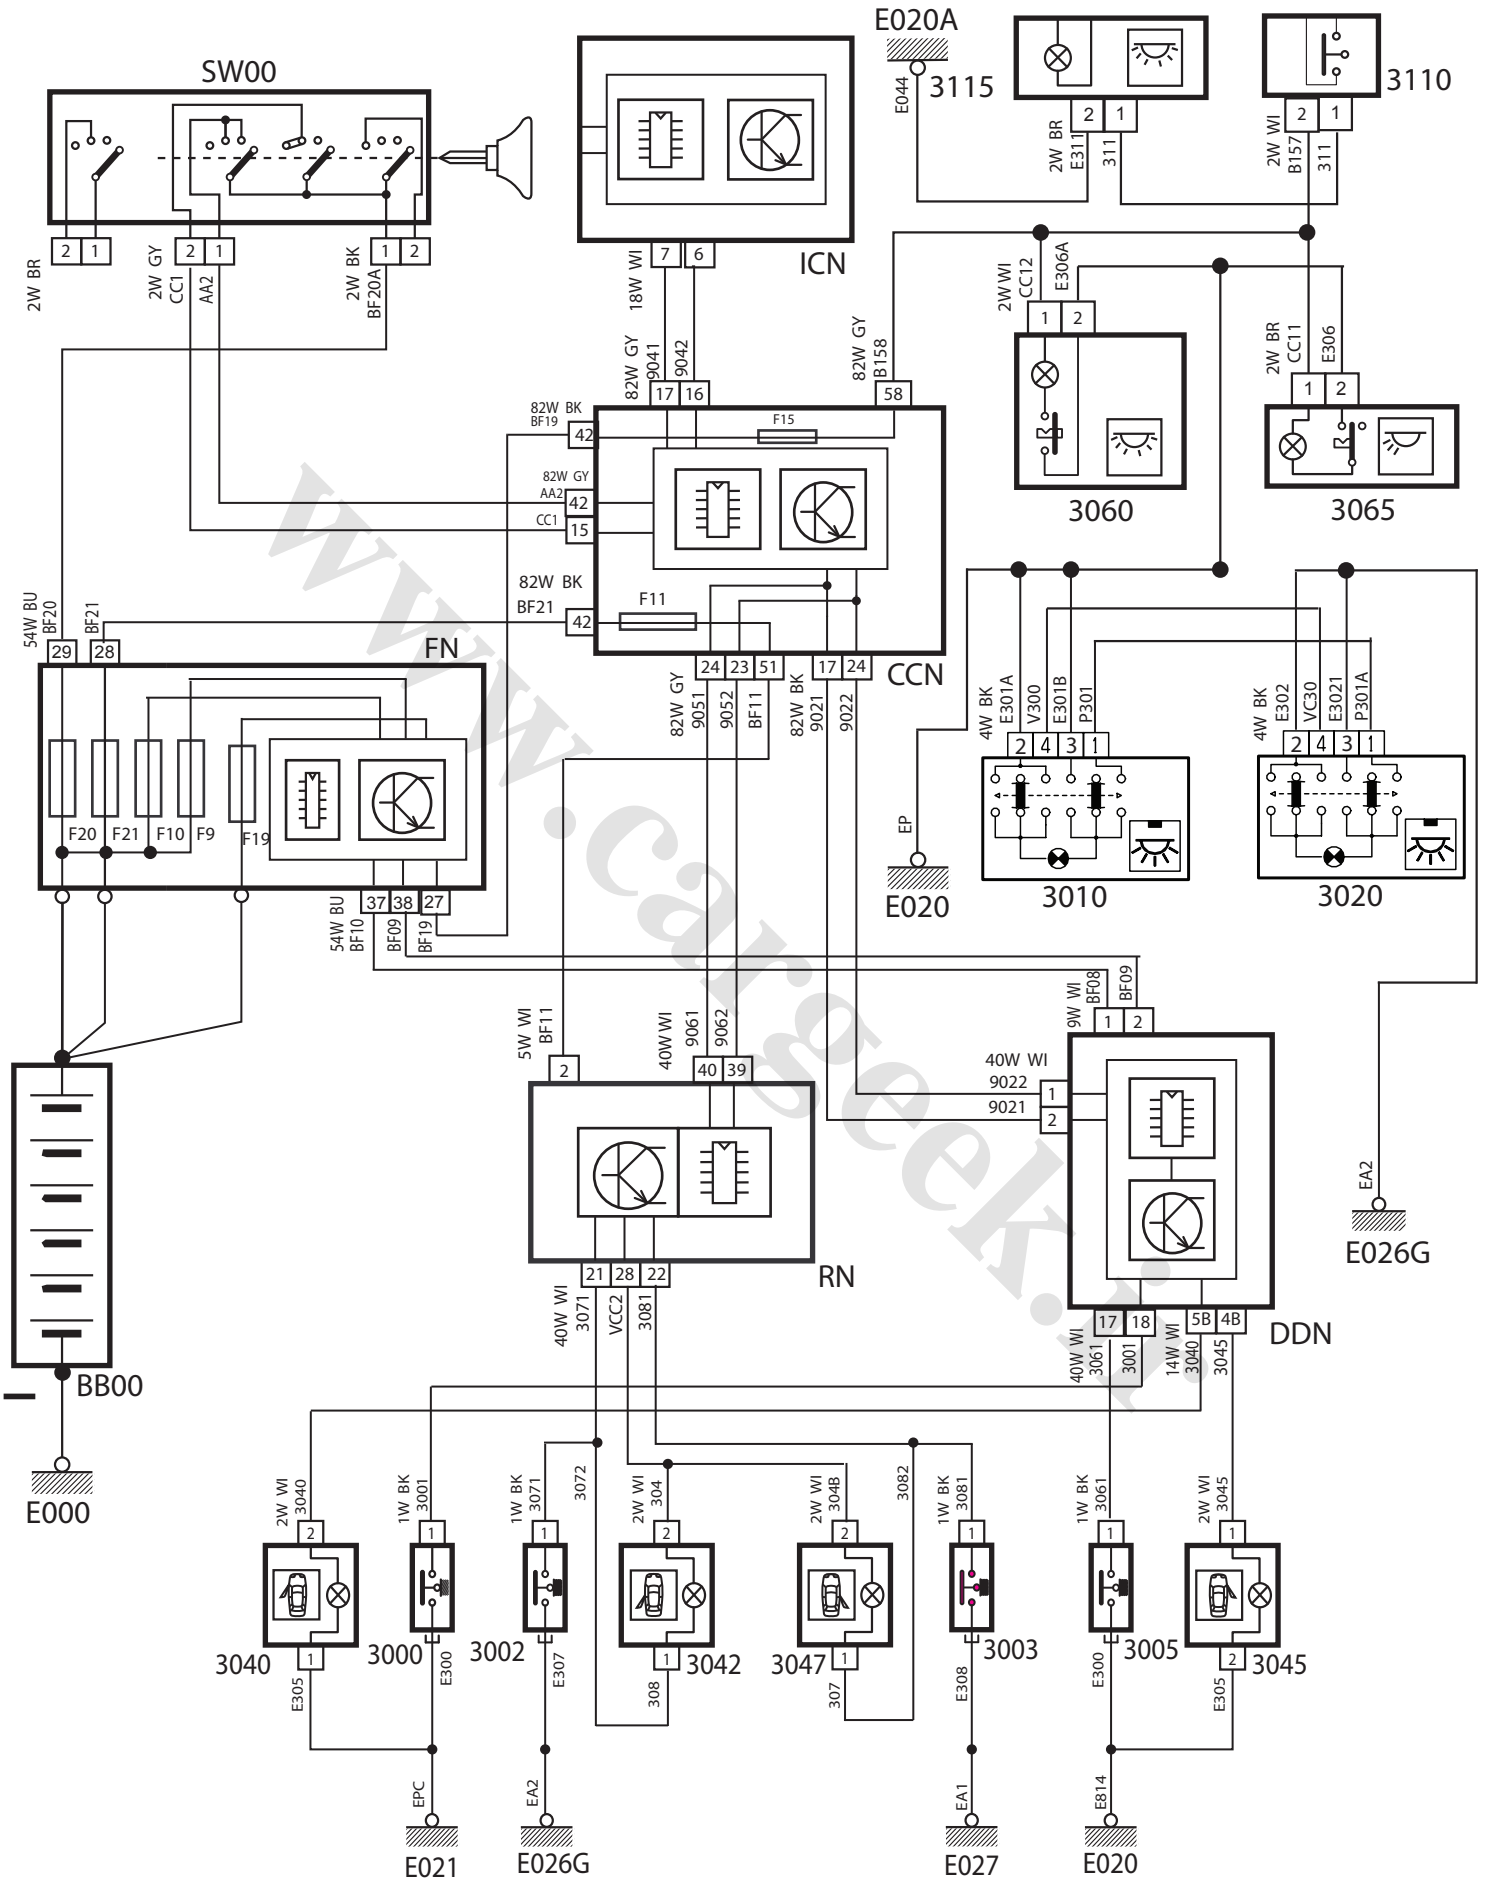 SW00
2
1
2
1
1
2
2W BR
2W GY
CC1
AA2
2W BK
BF20A
ICN
7
6
18W WI
9041
9042
82W GY
17
16
E020A
E044
3115
2
1
2W BR
E311
311
3110
2
1
2W WI
B157
311
82W GY
B158
58
2W WI
CC12
E306A
1
2
3060
2W BR
CC11
E306
1
2
3065
82W BK
BF19
42
F15
82W GY
AA2
42
CC1
15
82W BK
BF21
42
F11
CCN
24
23
51
17
24
82W GY
9051
9052
BF11
82W BK
9021
9022
54W BU
BF20
BF21
29
28
FN
F20
F21
F10
F9
F19
37
38
27
54W BU
BF10
BF09
BF19
4W BK
E301A
V300
E301B
P301
2
4
3
1
3010
4W BK
E302
VC30
E3021
P301A
2
4
3
1
3020
EP
E020
EA2
E026G
BB00
E000
5W WI
BF11
2
40W WI
9061
9062
40
39
RN
21
28
22
40W WI
3071
VCC2
3081
9W WI
BF08
BF09
1
2
40W WI
9022
1
9021
2
DDN
17
18
5B
4B
40W WI
3061
3001
14W WI
3040
3045
2W WI
3040
2
3040
1
E305
1W BK
3001
1
3000
E300
1W BK
3071
1
3002
E307
3072
2W WI
304
2
3042
1
308
2W WI
304B
2
3047
1
307
3082
1W BK
3081
1
3003
E308
1W BK
3061
1
3005
E300
2W WI
3045
1
3045
2
E305
EPC
E021
EA2
E026G
EA1
E027
E814
E020
www.cargeek.ir